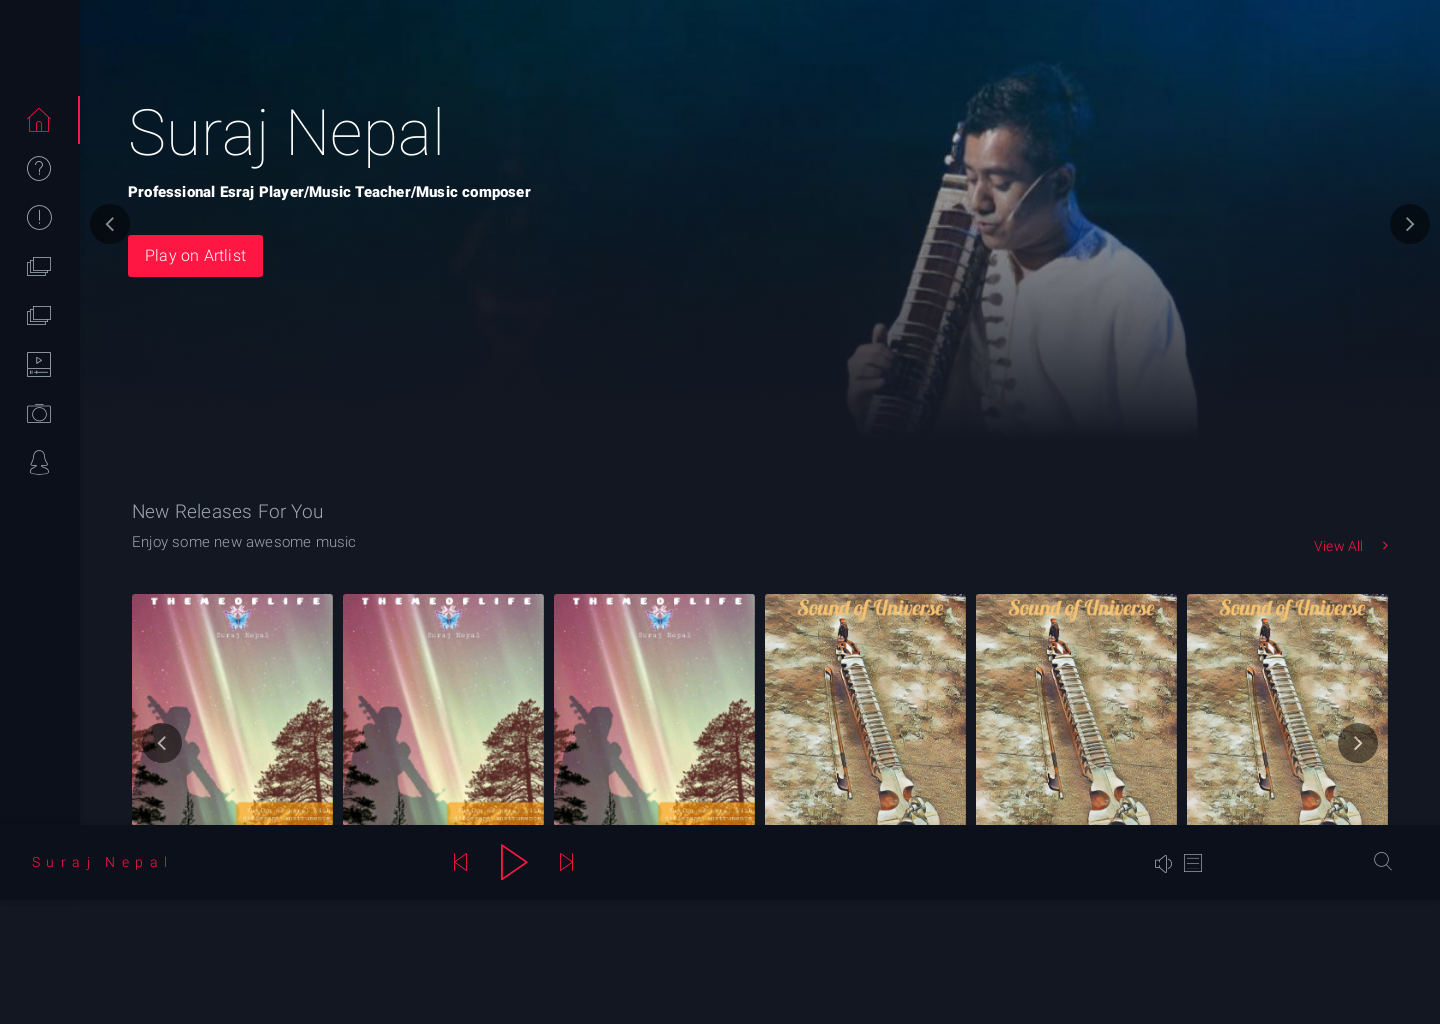 Suraj Nepal
Professional Esraj Player/Music Teacher/Music composer
Play on Artlist
New Releases For You
Enjoy some new awesome music
View All
THEMEOFLIFE
Suraj Nepal
THEMEOFLIFE
Suraj Nepal
THEMEOFLIFE
Suraj Nepal
Sound of Universe
Sound of Universe
Sound of Universe
Suraj Nepal